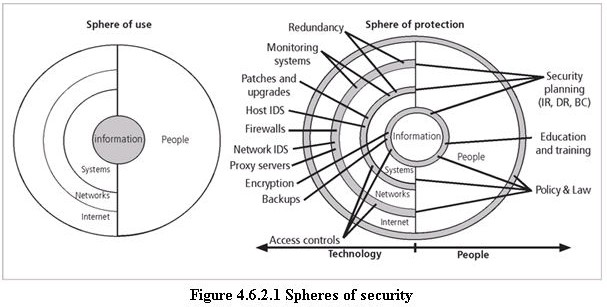 Sphere of use
Information
People
Systems
Networks
Internet
Sphere of protection
Redundancy
Monitoring
systems
Patches and
upgrades
Host IDS
Firewalls
Network IDS
Proxy servers
Encryption
Backups
Access controls
Information
People
Systems
Networks
Internet
Security
planning
(IR, DR, BC)
Education
and training
Policy & Law
Technology
People
Figure 4.6.2.1 Spheres of security